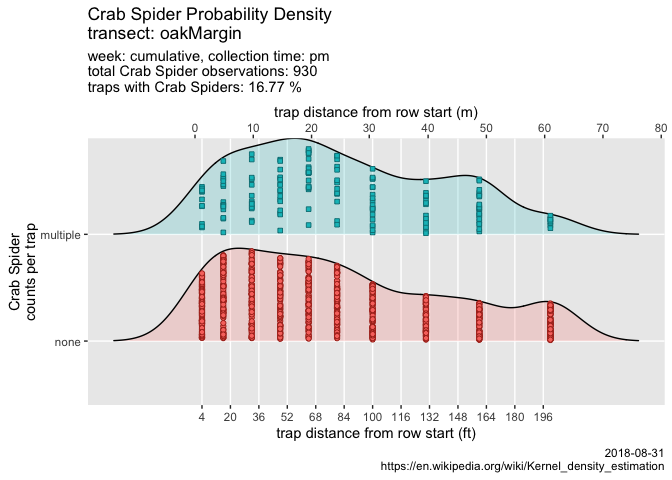 Crab Spider Probability Density
transect: oakMargin
week: cumulative, collection time: pm
total Crab Spider observations: 930
traps with Crab Spiders: 16.77 %
trap distance from row start (m)
0 10 20 30 40 50 60 70 80
Crab Spider
counts per trap
multiple
none
4 20 36 52 68 84 100 116 132 148 164 180 196
trap distance from row start (ft)
2018-08-31
https://en.wikipedia.org/wiki/Kernel_density_estimation